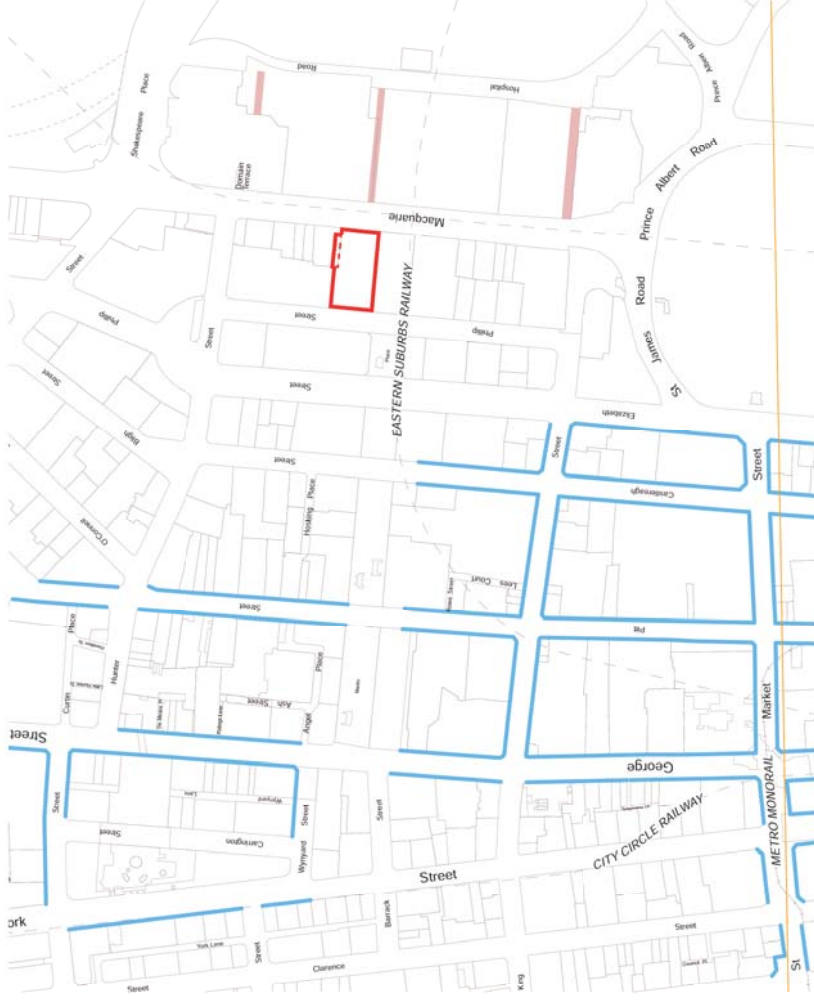 Road
Hospital
Prince Albert Road
Place
Shakespeare
Domain
Terrace
Macquarie
Prince Albert Road
Street
Phillip
Street
Street
Phillip
EASTERN SUBURBS RAILWAY
Road
James
St
Place
Street
Street
Bligh
Street
Elizabeth
Street
Street
Street
Place
Hosking
Castlereagh
O'Connell
Lees Court
Street
Pitt
Place
Hunter
Curtin
Place
Ash Street
Angel
Market
METRO MONORAIL
Street
George
Street
Lane
Wynyard
Street
Street
Street
Carrington
Wynyard
CITY CIRCLE RAILWAY
Street
ork
Barrack
Street
York Lane
Street
Clarence
Street
King
St